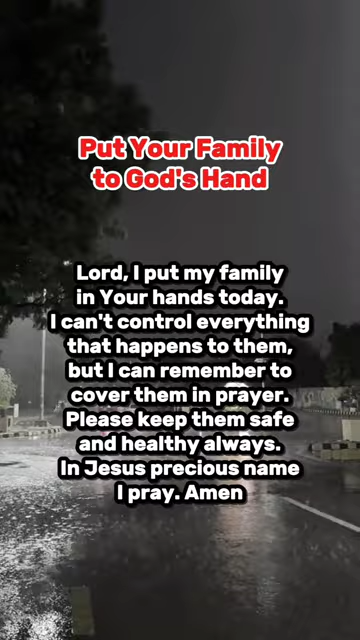 Put Your Family
to God's Hand
Lord, I put my family
in Your hands today.
I can't control everything
that happens to them,
but I can remember to
cover them in prayer.
Please keep them safe
and healthy always.
In Jesus precious name
I pray. Amen